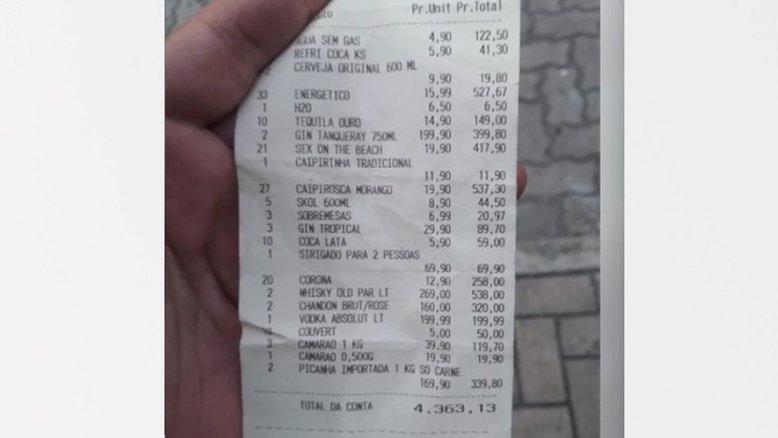 Pr.Unit Pr.Total
SEM GAS 4,90 122,50
REFRI COCA KS 5,90 41,30
CERVEJA ORIGINAL 600 ML
9,90 19,80
33 ENERGETICO 15,99 527,67
1 H2O 6,50 6,50
10 TEQUILA OURO 14,90 149,00
2 GIN TANQUERAY 750ML 199,90 399,80
21 SEX ON THE BEACH 19,90 417,90
1 CAIPIRINHA TRADICIONAL
11,90 11,90
27 CAIPIROSCA MORANGO 19,90 537,30
5 SKOL 600ML 8,90 44,50
3 SOBREMESAS 6,99 20,97
3 GIN TROPICAL 29,90 89,70
10 COCA LATA 5,90 59,00
1 SIRIGADO PARA 2 PESSOAS
69,90 69,90
20 CORONA 12,90 258,00
2 WHISKY OLD PAR LT 269,00 538,00
2 CHANDON BRUT/ROSE 160,00 320,00
1 VODKA ABSOLUT LT 199,99 199,99
COUVERT 5,00 50,00
3 CAMARAO 1 KG 39,90 119,70
1 CAMARAO 0,500G 19,90 19,90
2 PICANHA IMPORTADA 1 KG SO CARNE
169,90 339,80
TOTAL DA CONTA 4.363,13